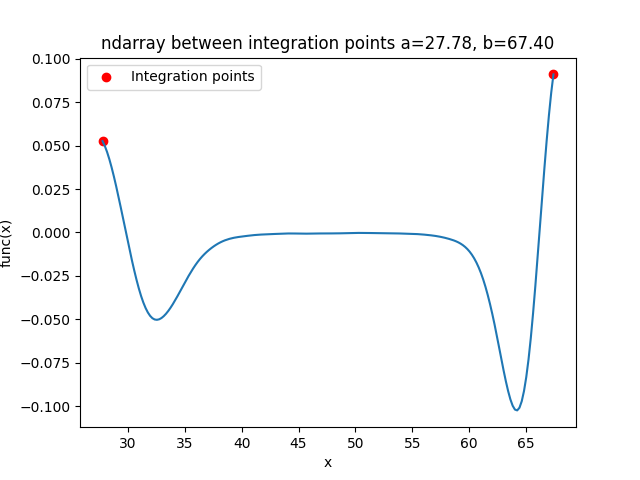 ndarray between integration points a=27.78, b=67.40
Integration points
0.100
0.075
0.050
0.025
0.000
−0.025
−0.050
−0.075
−0.100
func(x)
30 35 40 45 50 55 60 65
x